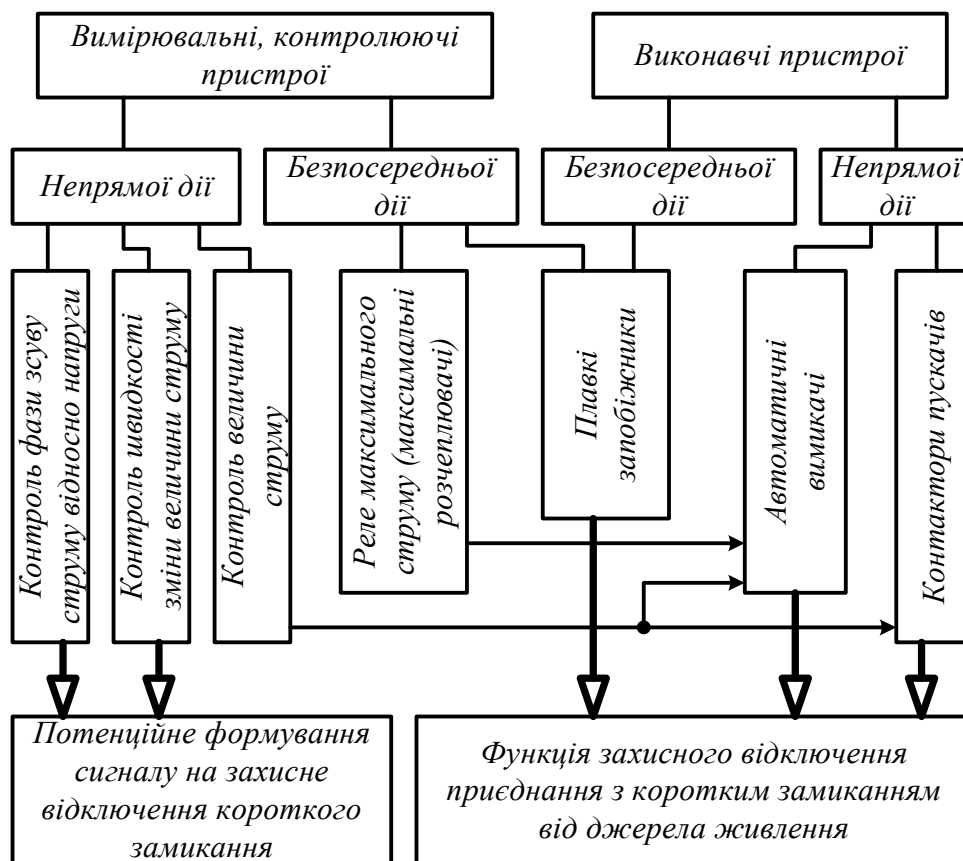 Вимірювальні, контролюючі
пристрої
Виконавчі пристрої
Непрямої дії
Безпосередньої
дії
Безпосередньої
дії
Непрямої
дії
Контроль фази зсуву
струму відносно напруги
Контроль швидкості
зміни величини струму
Контроль величини
струму
Реле максимального
струму (максимальні
розчеплювачі)
Плавкі
запобіжники
Автоматичні
вимикачі
Контактори пускачів
Потенційне формування
сигналу на захисне
відключення короткого
замикання
Функція захисного відключення
приєднання з коротким замиканням
від джерела живлення